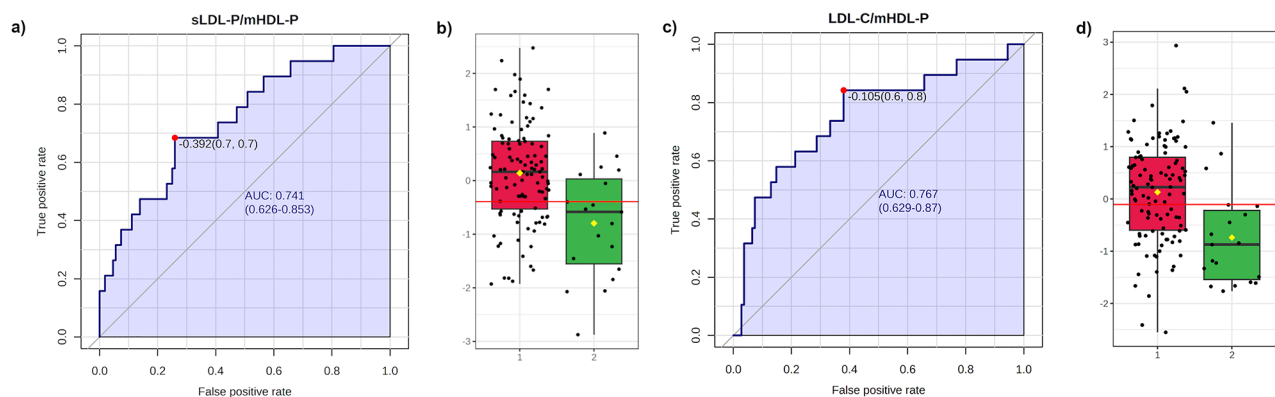 a)
sLDL-P/mHDL-P
True positive rate
1.0
0.8
0.6
0.4
0.2
0.0
-0.392(0.7, 0.7)
AUC: 0.741
(0.626-0.853)
0.0 0.2 0.4 0.6 0.8 1.0
False positive rate
b)
2
1
0
-1
-2
-3
1 2
c)
LDL-C/mHDL-P
True positive rate
1.0
0.8
0.6
0.4
0.2
0.0
-0.105(0.6, 0.8)
AUC: 0.767
(0.629-0.87)
0.0 0.2 0.4 0.6 0.8 1.0
False positive rate
d)
3
2
1
0
-1
-2
1 2